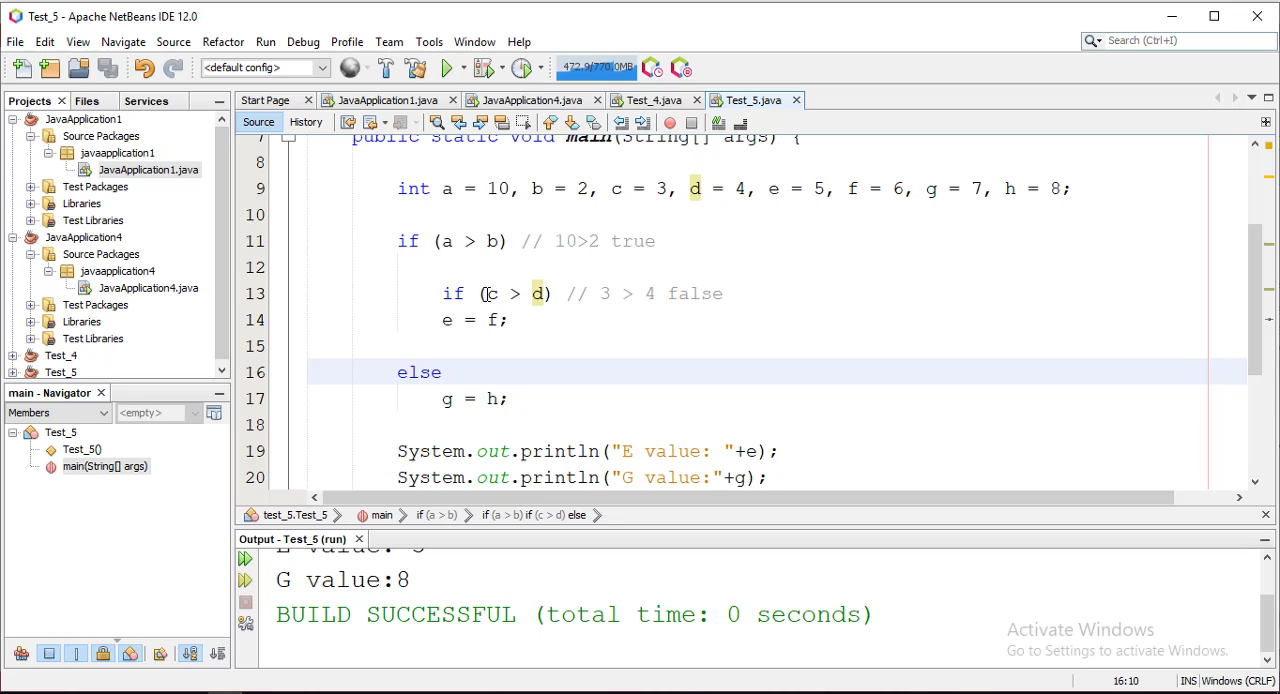 Test_5 - Apache NetBeans IDE 12.0
File Edit View Navigate Source Refactor Run Debug Profile Team Tools Window Help
Search (Ctrl+I)
<default config>
472.9/770.0MB
Projects Files Services
Start Page JavaApplication1.java JavaApplication4.java Test_4.java Test_5.java
Source History
JavaApplication1
Source Packages
javaapplication1
JavaApplication1.java
Test Packages
Libraries
Test Libraries
JavaApplication4
Source Packages
javaapplication4
JavaApplication4.java
Test Packages
Libraries
Test Libraries
Test_4
Test_5
main - Navigator
Members <empty>
Test_5
Test_5()
main(String[] args)
7 public static void main(String[] args) {
8
9 int a = 10, b = 2, c = 3, d = 4, e = 5, f = 6, g = 7, h = 8;
10
11 if (a > b) // 10>2 true
12
13 if (c > d) // 3 > 4 false
14 e = f;
15
16 else
17 g = h;
18
19 System.out.println("E value: "+e);
20 System.out.println("G value:"+g);
test_5.Test_5 main if (a > b) if (a > b) if (c > d) else
Output - Test_5 (run)
E value: 5
G value:8
BUILD SUCCESSFUL (total time: 0 seconds)
Activate Windows
Go to Settings to activate Windows.
16:10 INS Windows (CRLF)